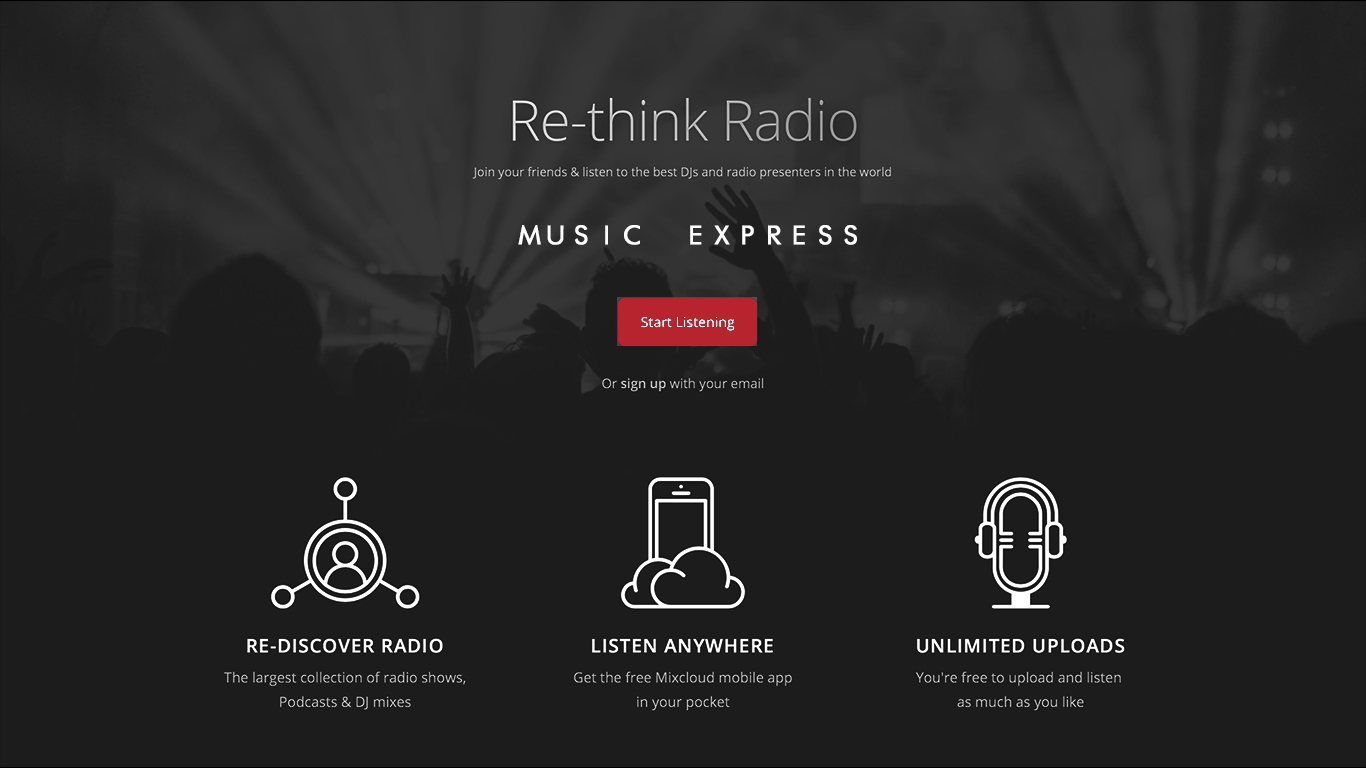 Re-think Radio
Join your friends & listen to the best DJs and radio presenters in the world
MUSIC EXPRESS
Start Listening
Or sign up with your email
RE-DISCOVER RADIO
The largest collection of radio shows,
Podcasts & DJ mixes
LISTEN ANYWHERE
Get the free Mixcloud mobile app
in your pocket
UNLIMITED UPLOADS
You're free to upload and listen
as much as you like